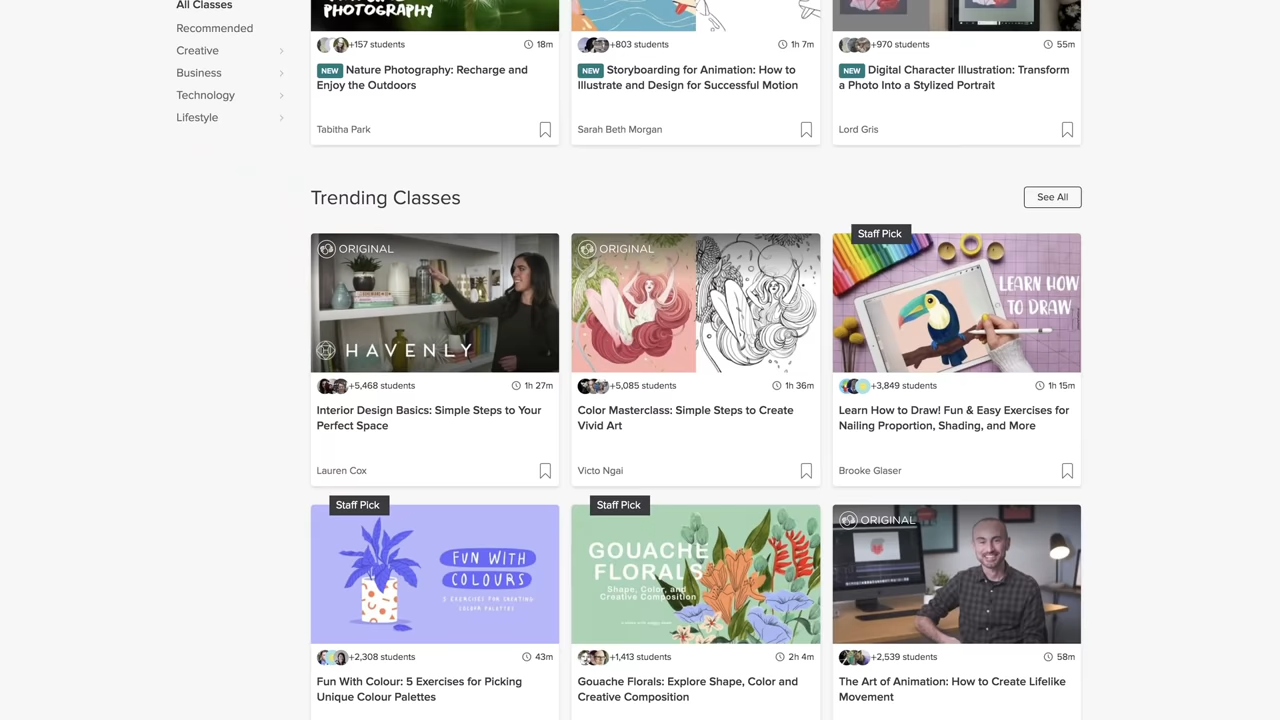 All Classes
Recommended
Creative
Business
Technology
Lifestyle
PHOTOGRAPHY
+157 students 18m
NEW Nature Photography: Recharge and
Enjoy the Outdoors
Tabitha Park
+803 students 1h 7m
NEW Storyboarding for Animation: How to
Illustrate and Design for Successful Motion
Sarah Beth Morgan
+970 students 55m
NEW Digital Character Illustration: Transform
a Photo Into a Stylized Portrait
Lord Gris
Trending Classes
See All
ORIGINAL
HAVENLY
+5,468 students 1h 27m
Interior Design Basics: Simple Steps to Your
Perfect Space
Lauren Cox
ORIGINAL
+5,085 students 1h 36m
Color Masterclass: Simple Steps to Create
Vivid Art
Victo Ngai
Staff Pick
LEARN HOW
TO DRAW
+3,849 students 1h 15m
Learn How to Draw! Fun & Easy Exercises for
Nailing Proportion, Shading, and More
Brooke Glaser
Staff Pick
FUN WITH
COLOURS
5 EXERCISES FOR CREATING
COLOUR PALETTES
+2,308 students 43m
Fun With Colour: 5 Exercises for Picking
Unique Colour Palettes
Staff Pick
GOUACHE
FLORALS
Shape, Color, and
Creative Composition
+1,413 students 2h 4m
Gouache Florals: Explore Shape, Color and
Creative Composition
ORIGINAL
+2,539 students 58m
The Art of Animation: How to Create Lifelike
Movement